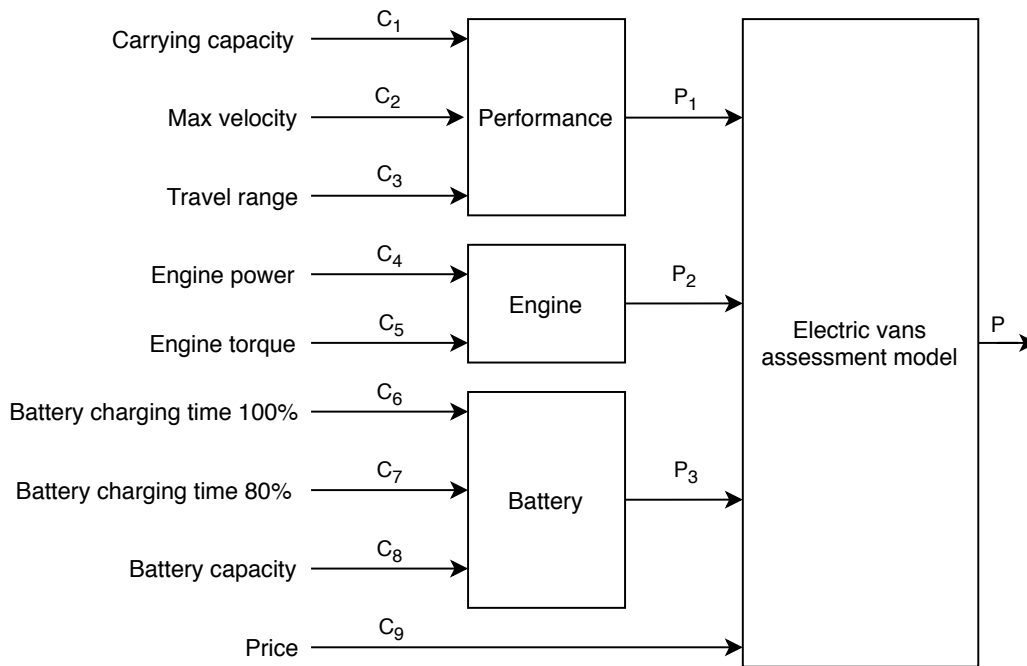 Carrying capacity
C1
Max velocity
C2
Performance
P1
Travel range
C3
Engine power
C4
Engine
P2
Engine torque
C5
Electric vans
assessment model
P
Battery charging time 100%
C6
Battery charging time 80%
C7
Battery
P3
Battery capacity
C8
Price
C9